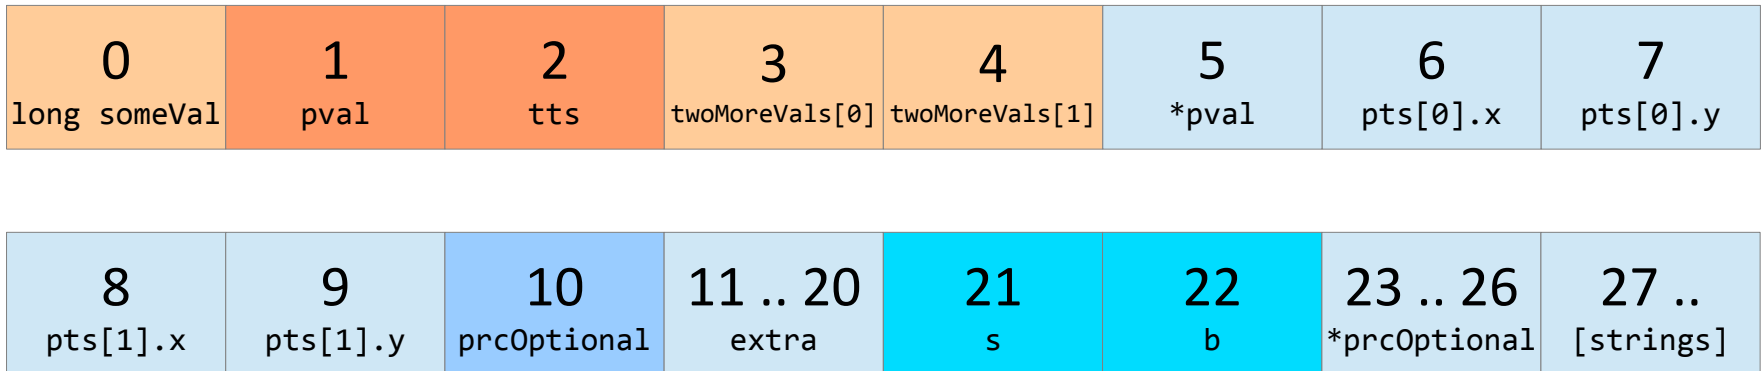 0 1 2 3 4 5 6 7
long someVal pval tts twoMoreVals[0] twoMoreVals[1] *pval pts[0].x pts[0].y
8 9 10 11 .. 20 21 22 23 .. 26 27 ..
pts[1].x pts[1].y prcOptional extra s b *prcOptional [strings]